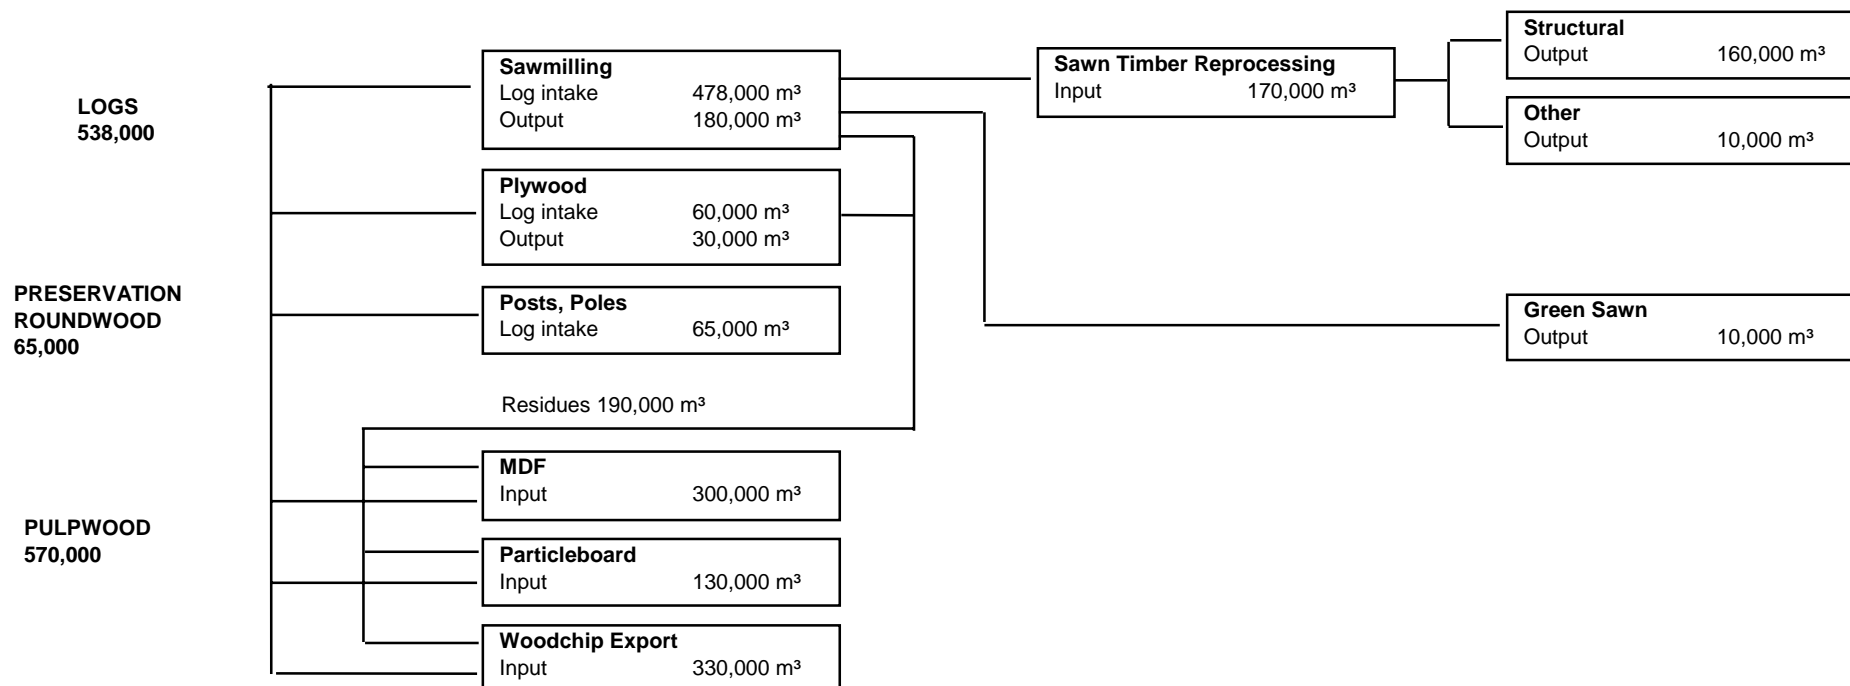 LOGS
538,000
PRESERVATION
ROUNDWOOD
65,000
PULPWOOD
570,000
Sawmilling
Log intake 478,000 m³
Output 180,000 m³
Plywood
Log intake 60,000 m³
Output 30,000 m³
Posts, Poles
Log intake 65,000 m³
Residues 190,000 m³
MDF
Input 300,000 m³
Particleboard
Input 130,000 m³
Woodchip Export
Input 330,000 m³
Sawn Timber Reprocessing
Input 170,000 m³
Structural
Output 160,000 m³
Other
Output 10,000 m³
Green Sawn
Output 10,000 m³